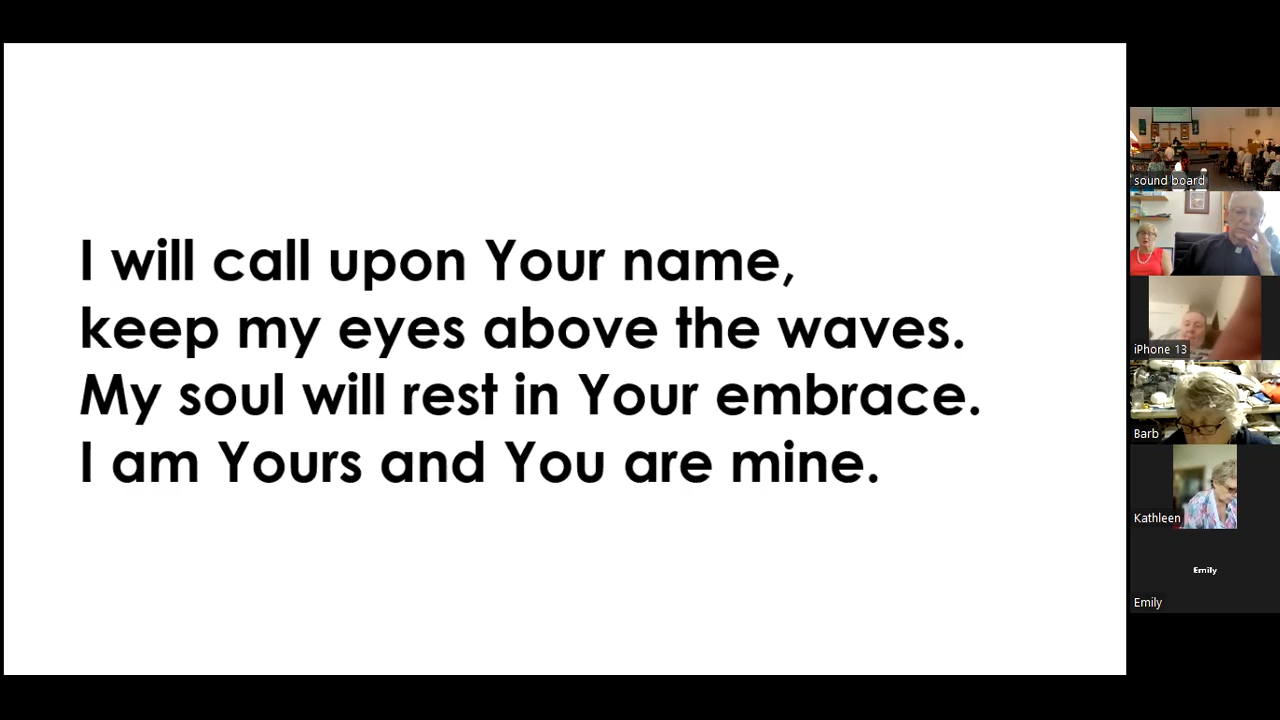 I will call upon Your name,
keep my eyes above the waves.
My soul will rest in Your embrace.
I am Yours and You are mine.
sound board
iPhone 13
Barb
Kathleen
Emily
Emily